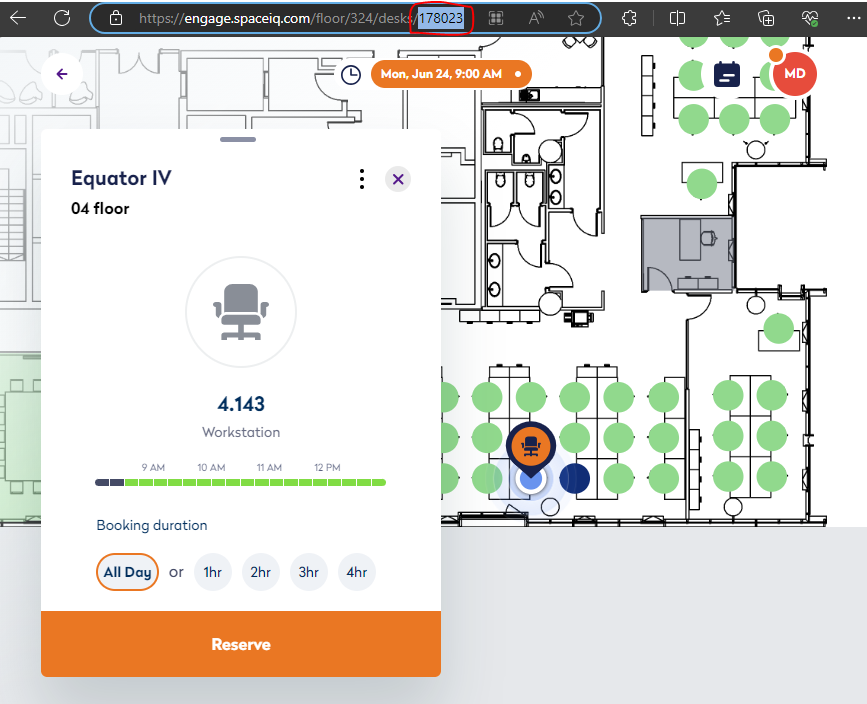 https://engage.spaceiq.com/floor/324/desks/178023
Mon, Jun 24, 9:00 AM
MD
Equator IV
04 floor
4.143
Workstation
9 AM 10 AM 11 AM 12 PM
Booking duration
All Day or 1hr 2hr 3hr 4hr
Reserve